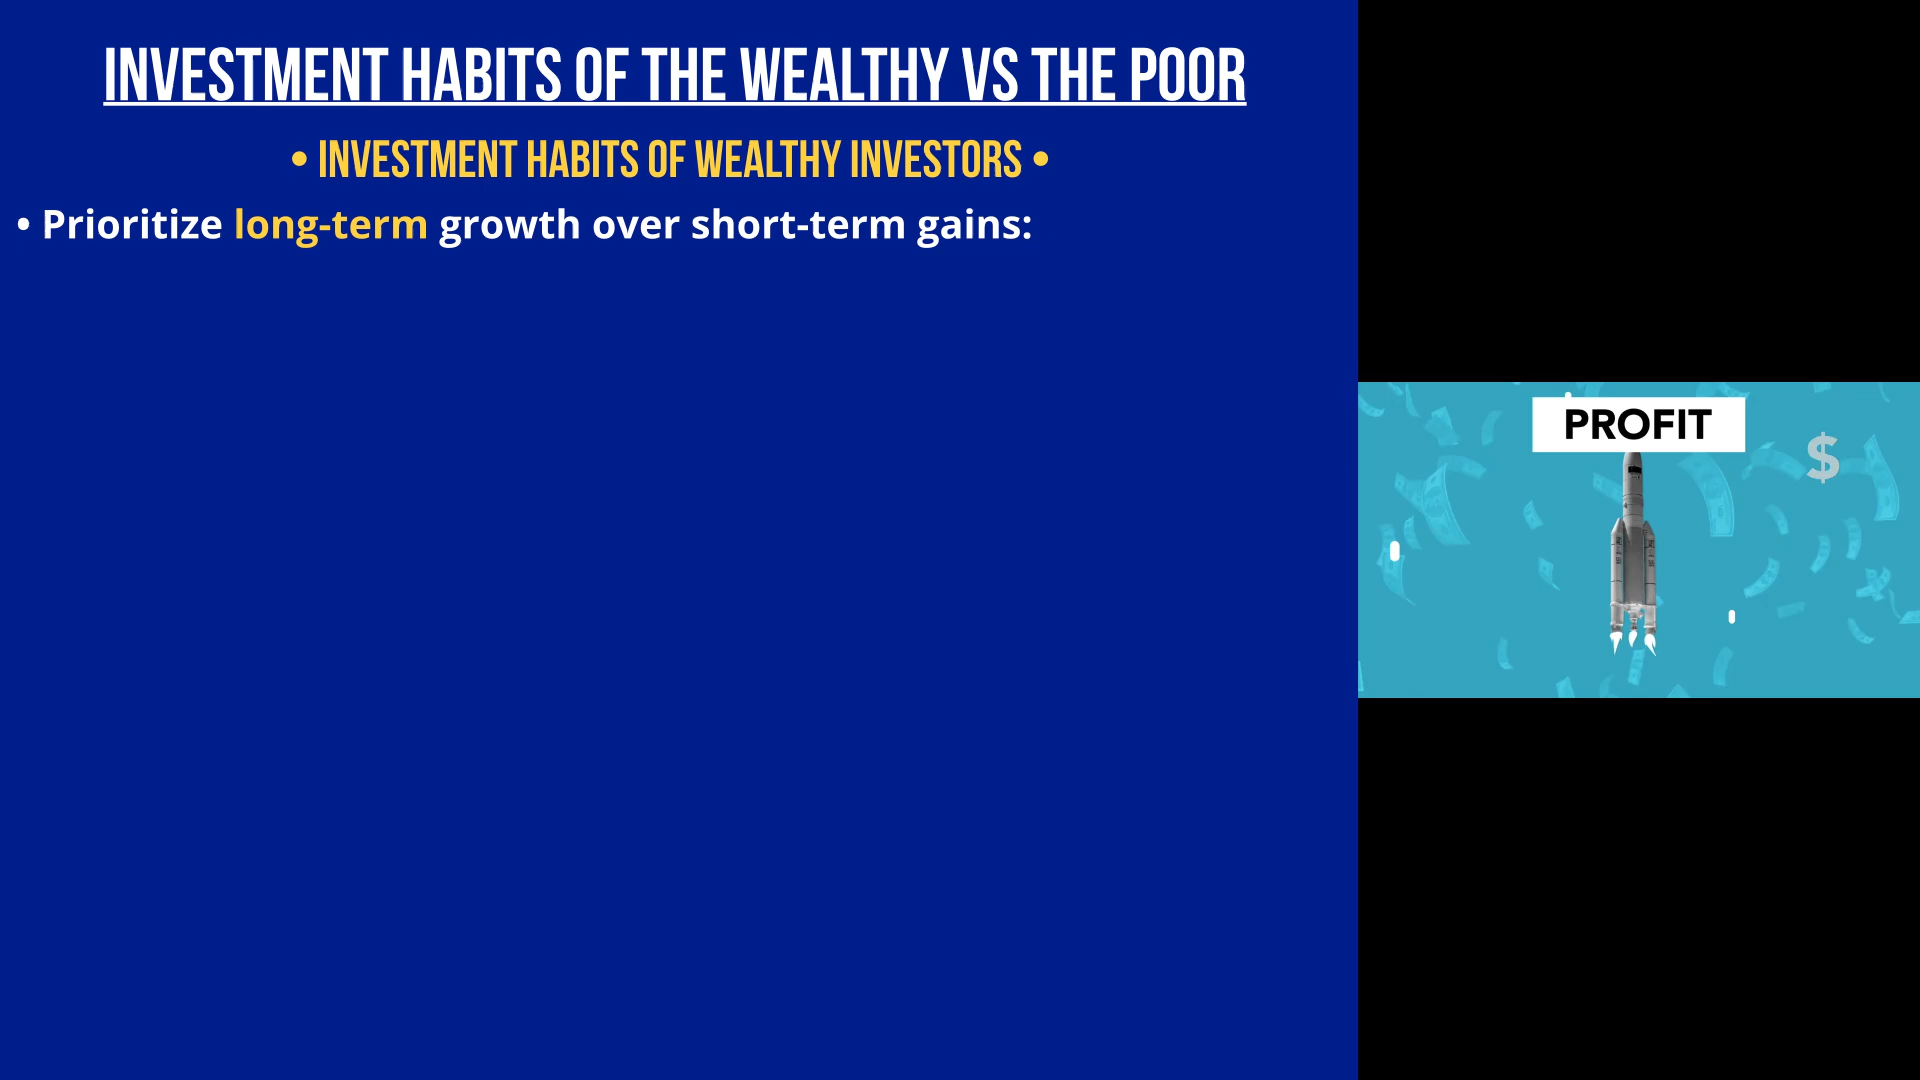 INVESTMENT HABITS OF THE WEALTHY VS THE POOR
• INVESTMENT HABITS OF WEALTHY INVESTORS •
• Prioritize long-term growth over short-term gains:
PROFIT
$